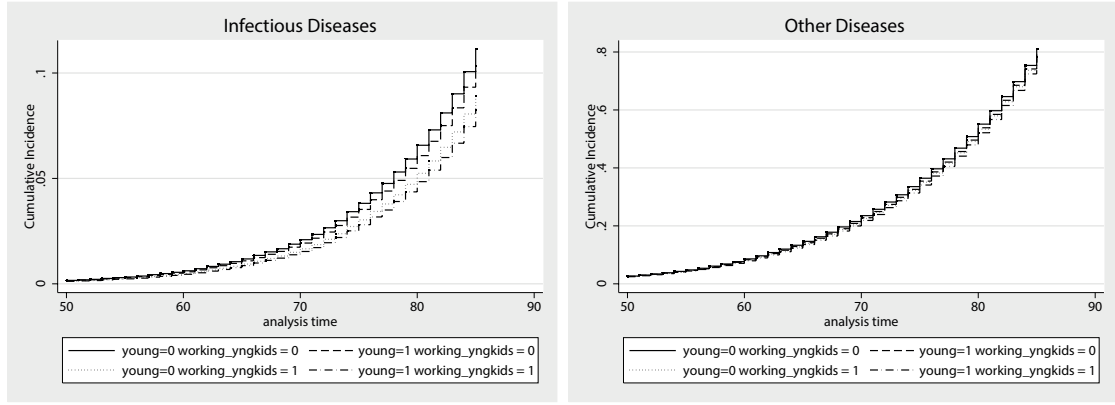 Infectious Diseases
Cumulative Incidence
.1
.05
0
50 60 70 80 90
analysis time
young=0 working_yngkids = 0 young=1 working_yngkids = 0
young=0 working_yngkids = 1 young=1 working_yngkids = 1
Other Diseases
Cumulative Incidence
.8
.6
.4
.2
0
50 60 70 80 90
analysis time
young=0 working_yngkids = 0 young=1 working_yngkids = 0
young=0 working_yngkids = 1 young=1 working_yngkids = 1